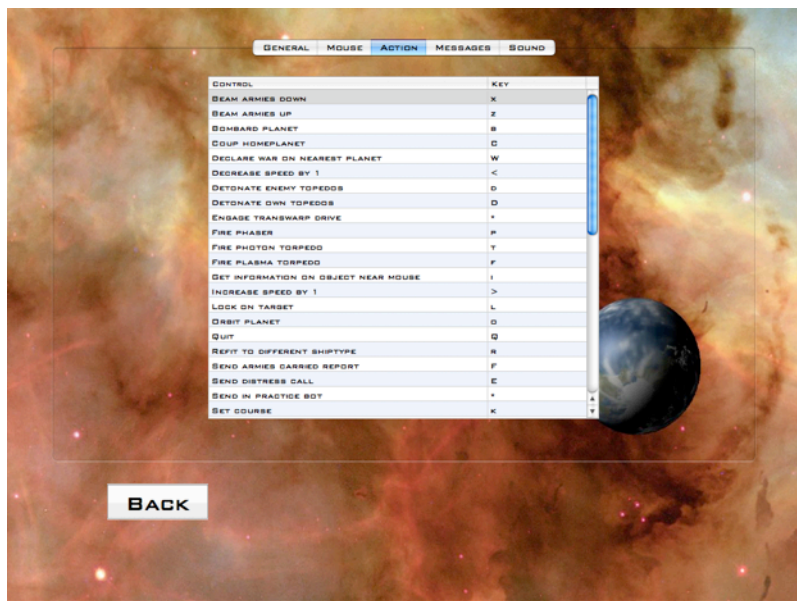 General Mouse Action Messages Sound
Control Key
Beam armies down x
Beam armies up z
Bombard planet b
Coup homeplanet C
Declare war on nearest planet W
Decrease speed by 1 <
Detonate enemy topedos d
Detonate own topedos D
Engage transwarp drive *
Fire phaser p
Fire photon torpedo t
Fire plasma torpedo f
Get information on object near mouse i
Increase speed by 1 >
Lock on target l
Orbit planet o
Quit Q
Refit to different shiptype r
Send armies carried report F
Send distress call E
Send in practice bot *
Set course k
Back